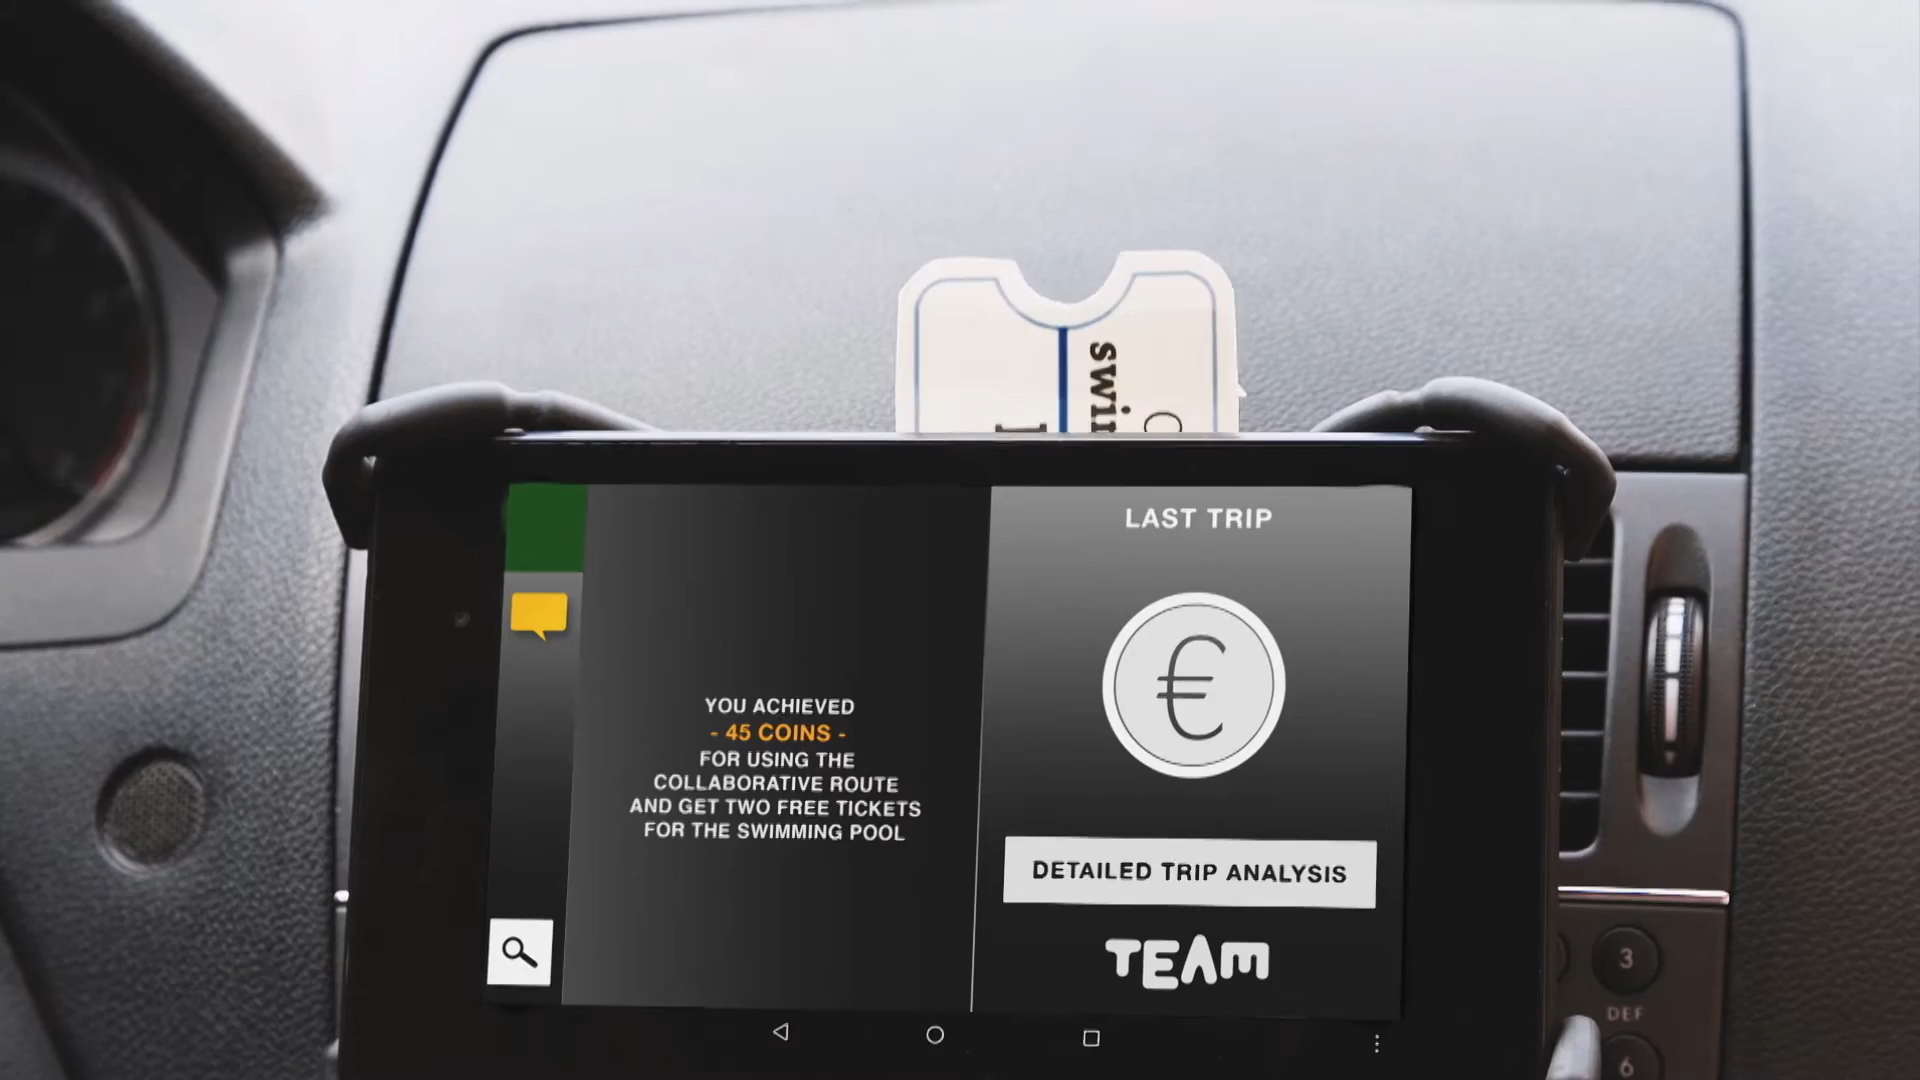 swi
YOU ACHIEVED
- 45 COINS -
FOR USING THE
COLLABORATIVE ROUTE
AND GET TWO FREE TICKETS
FOR THE SWIMMING POOL
LAST TRIP
€
DETAILED TRIP ANALYSIS
TEAM
3
DEF
6